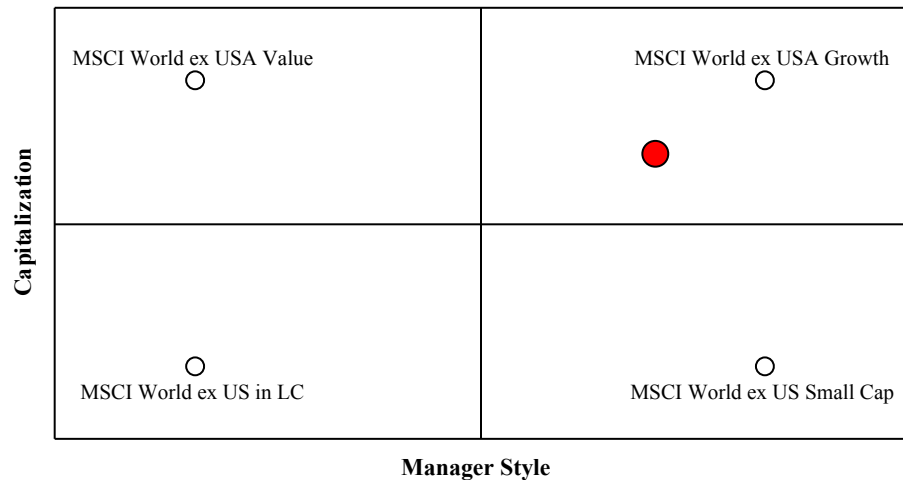 MSCI World ex USA Value
MSCI World ex USA Growth
Capitalization
MSCI World ex US in LC
MSCI World ex US Small Cap
Manager Style